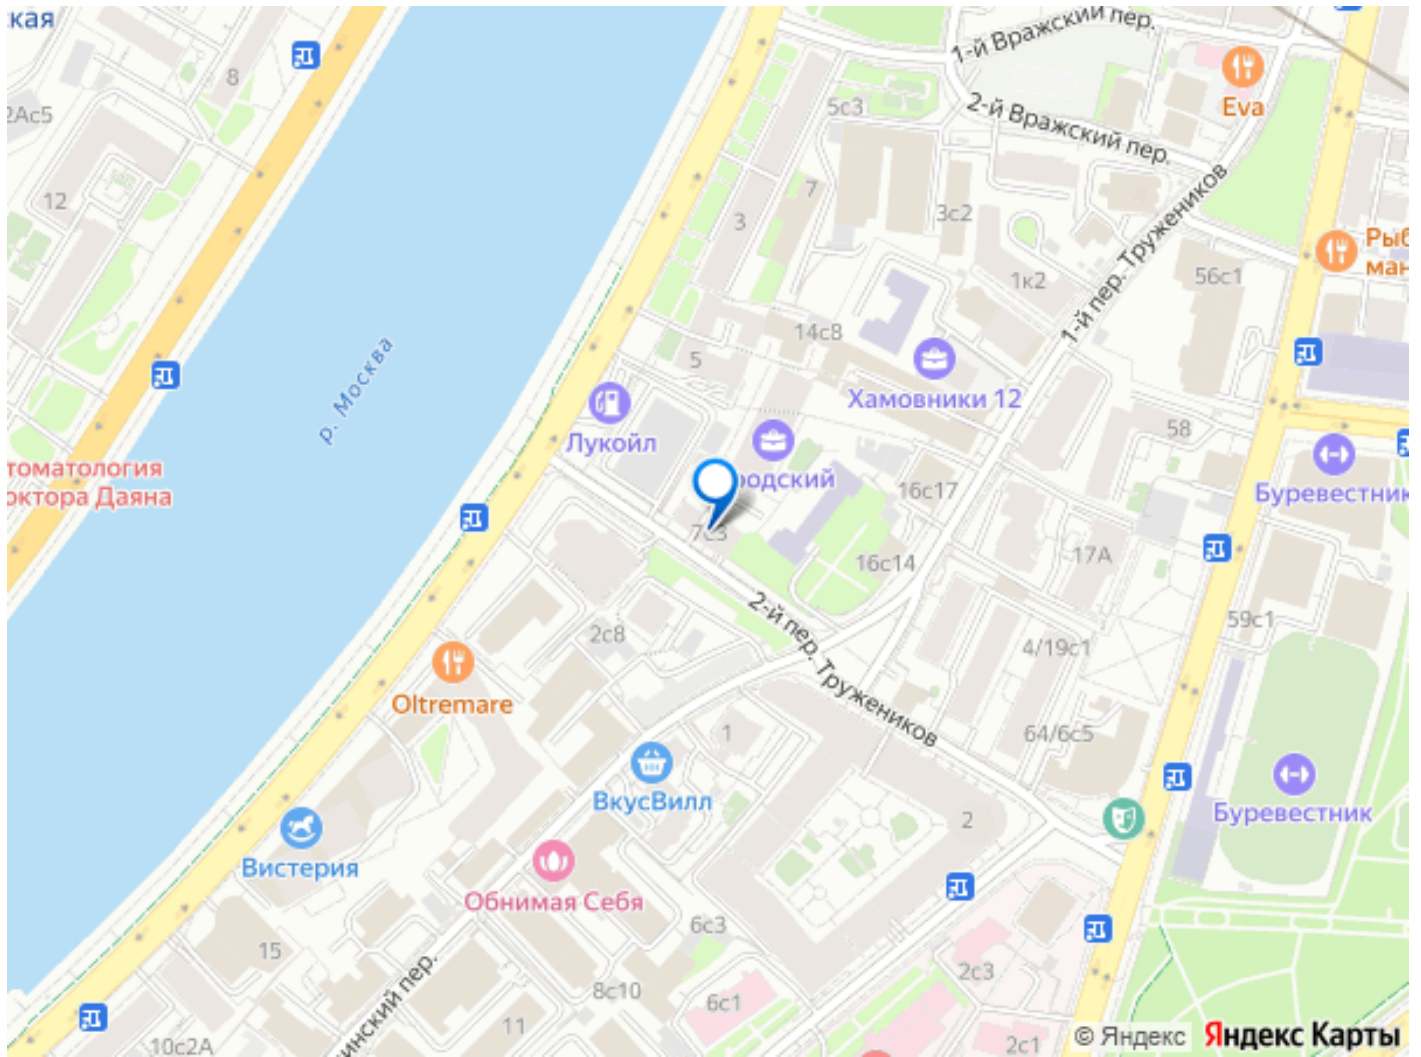 ская
8
2Ас5
12
1-й Вражский пер.
5с3
2-й Вражский пер.
Eva
7
3с2
3
1-й пер. Тружеников
Рыб
ман
1к2
56с1
14с8
5
р. Москва
Хамовники 12
Лукойл
58
томатология
октора Даяна
родский
16с17
Буревестник
7с3
16с14
17А
2-й пер. Тружеников
59с1
2с8
4/19с1
Oltremare
1
64/6с5
ВкусВилл
2
Буревестник
Вистерия
Обнимая Себя
6с3
15
инский пер.
2с3
8с10
6с1
11
10с2А
2с1
© Яндекс Яндекс Карты